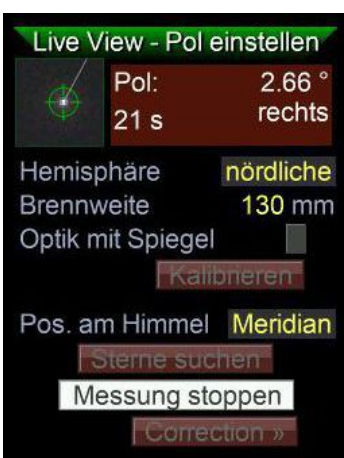 Live View - Pol einstellen
Pol: 2.66 °
21 s rechts
Hemisphäre nördliche
Brennweite 130 mm
Optik mit Spiegel
Kalibrieren
Pos. am Himmel Meridian
Sterne suchen
Messung stoppen
Correction »